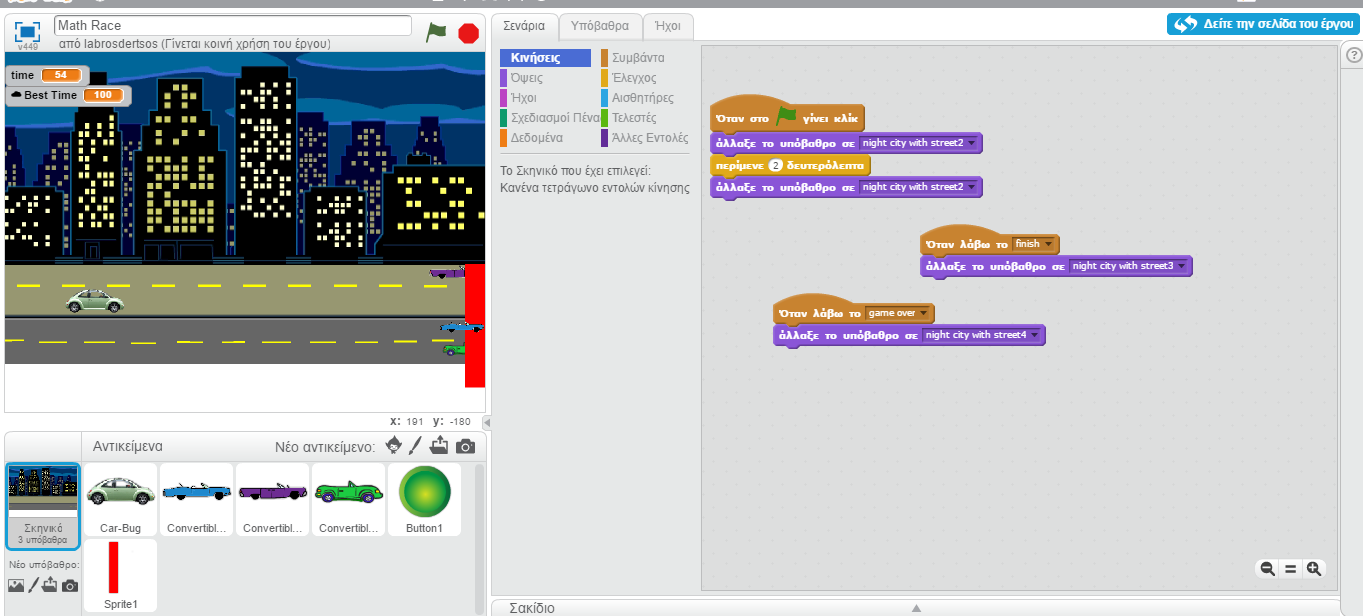 Δείτε την σελίδα του έργου
v449
Math Race
από labrosdertsos (Γίνεται κοινή χρήση του έργου)
time 54
Best Time 100
x: 191 y: -180
Αντικείμενα
Νέο αντικείμενο:
Σκηνικό
3 υπόβαθρα
Νέο υπόβαθρο:
Car-Bug
Convertibl...
Convertibl...
Convertibl...
Button1
Sprite1
Σενάρια
Υπόβαθρα
Ήχοι
Κινήσεις
Συμβάντα
Όψεις
Έλεγχος
Ήχοι
Αισθητήρες
Σχεδιασμοί Πένα
Τελεστές
Δεδομένα
Άλλες Εντολές
Το Σκηνικό που έχει επιλεγεί:
Κανένα τετράγωνο εντολών κίνησης
Όταν στο γίνει κλίκ
άλλαξε το υπόβαθρο σε night city with street2
περίμενε 2 δευτερόλεπτα
άλλαξε το υπόβαθρο σε night city with street2
Όταν λάβω το finish
άλλαξε το υπόβαθρο σε night city with street3
Όταν λάβω το game over
άλλαξε το υπόβαθρο σε night city with street4
Σακίδιο